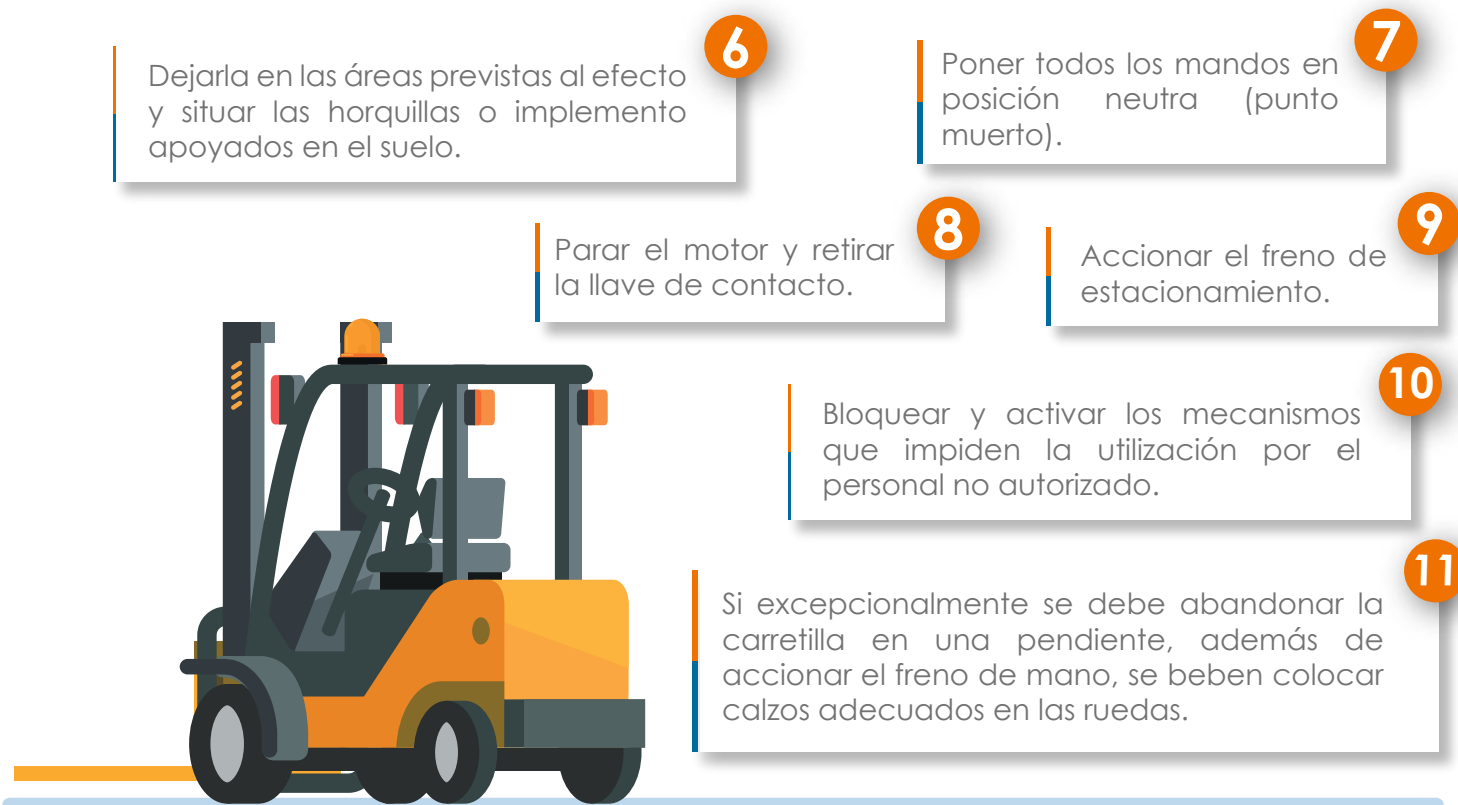 6
Dejarla en las áreas previstas al efecto
y situar las horquillas o implemento
apoyados en el suelo.
7
Poner todos los mandos en
posición neutra (punto
muerto).
8
Parar el motor y retirar
la llave de contacto.
9
Accionar el freno de
estacionamiento.
10
Bloquear y activar los mecanismos
que impiden la utilización por el
personal no autorizado.
11
Si excepcionalmente se debe abandonar la
carretilla en una pendiente, además de
accionar el freno de mano, se beben colocar
calzos adecuados en las ruedas.